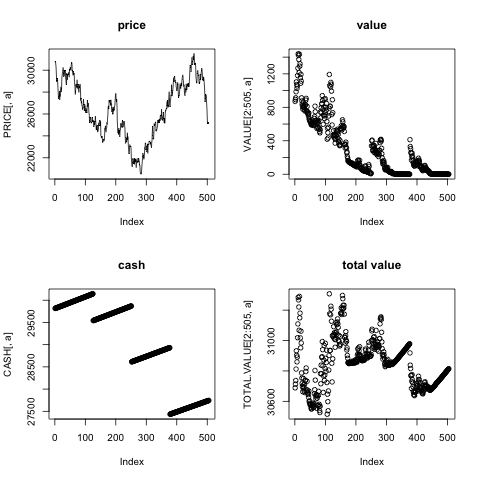 price
PRICE[, a]
22000 26000 30000
0 100 200 300 400 500
Index
value
VALUE[2:505, a]
0 400 800 1200
0 100 200 300 400 500
Index
cash
CASH[, a]
27500 28500 29500
0 100 200 300 400 500
Index
total value
TOTAL.VALUE[2:505, a]
30600 31000
0 100 200 300 400 500
Index